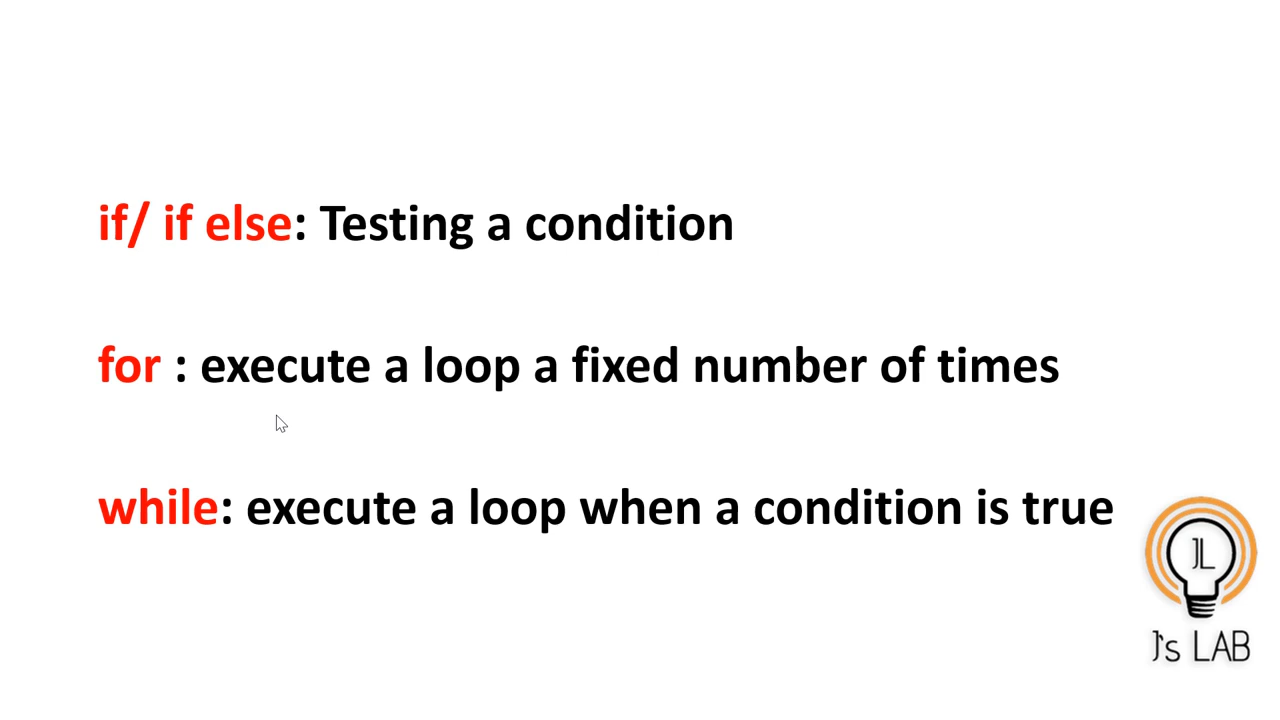 if/ if else: Testing a condition
for : execute a loop a fixed number of times
while: execute a loop when a condition is true
JL
J's LAB